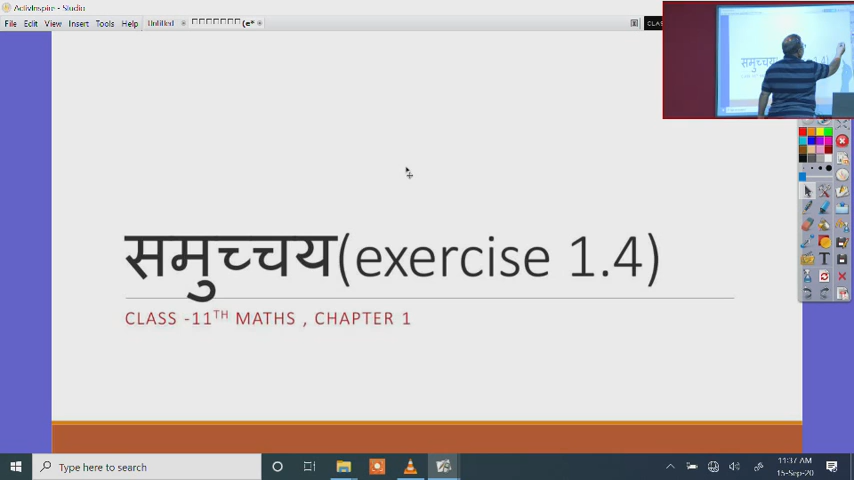 ActivInspire - Studio
File Edit View Insert Tools Help Untitled (e*
CLAS
समुच्चय(exercise 1.4)
CLASS -11TH MATHS , CHAPTER 1
Type here to search
11:37 AM
15-Sep-20